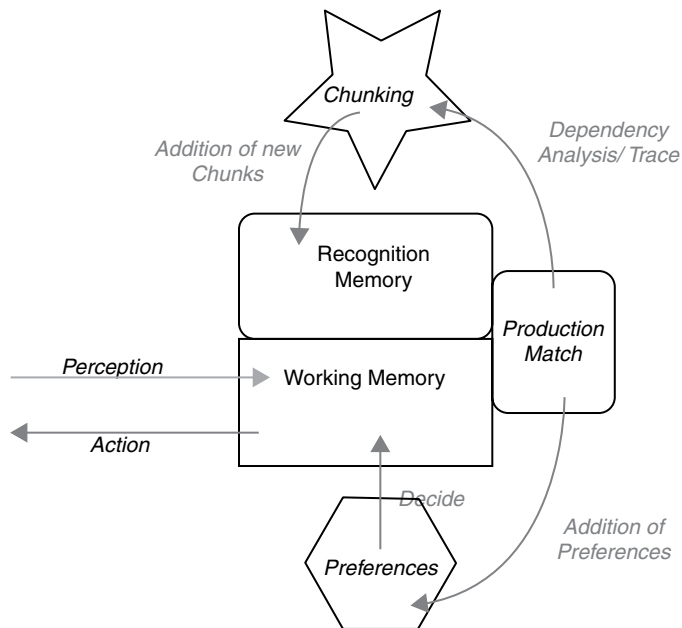 Chunking
Dependency
Analysis/ Trace
Addition of new
Chunks
Recognition
Memory
Production
Match
Perception
Working Memory
Action
Decide
Addition of
Preferences
Preferences